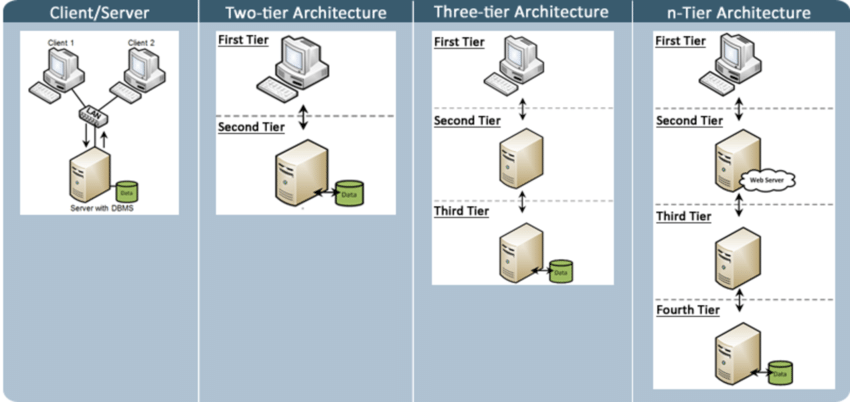 Client/Server
Client 1
Client 2
LAN
Data
Server with DBMS
Two-tier Architecture
First Tier
Second Tier
Data
Three-tier Architecture
First Tier
Second Tier
Third Tier
Data
n-Tier Architecture
First Tier
Second Tier
Web Server
Third Tier
Fourth Tier
Data